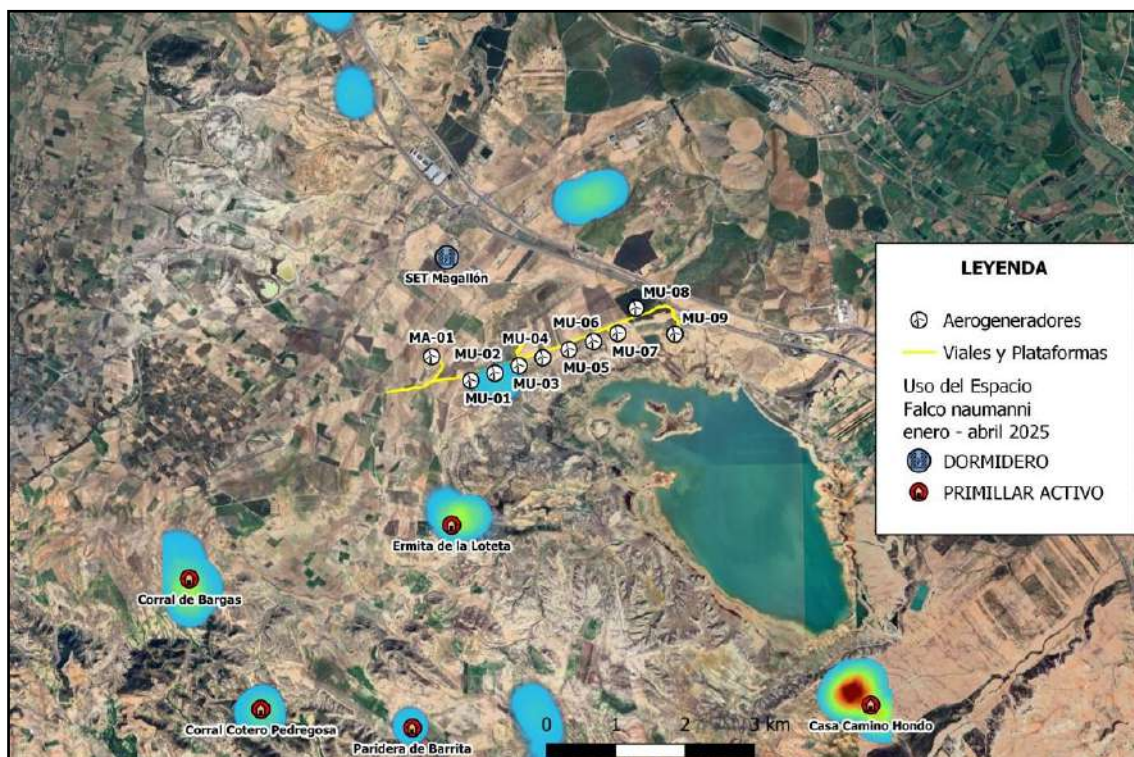 SET Magallón
MU-08
MU-06
MU-09
MA-01
MU-04
MU-02
MU-07
MU-05
MU-03
MU-01
Ermita de la Loteta
Corral de Bargas
Corral Cotero Pedregosa
Paridera de Barrita
Casa Camino Hondo
0 1 2 3 km
LEYENDA
Aerogeneradores
Viales y Plataformas
Uso del Espacio
Falco naumanni
enero - abril 2025
DORMIDERO
PRIMILLAR ACTIVO